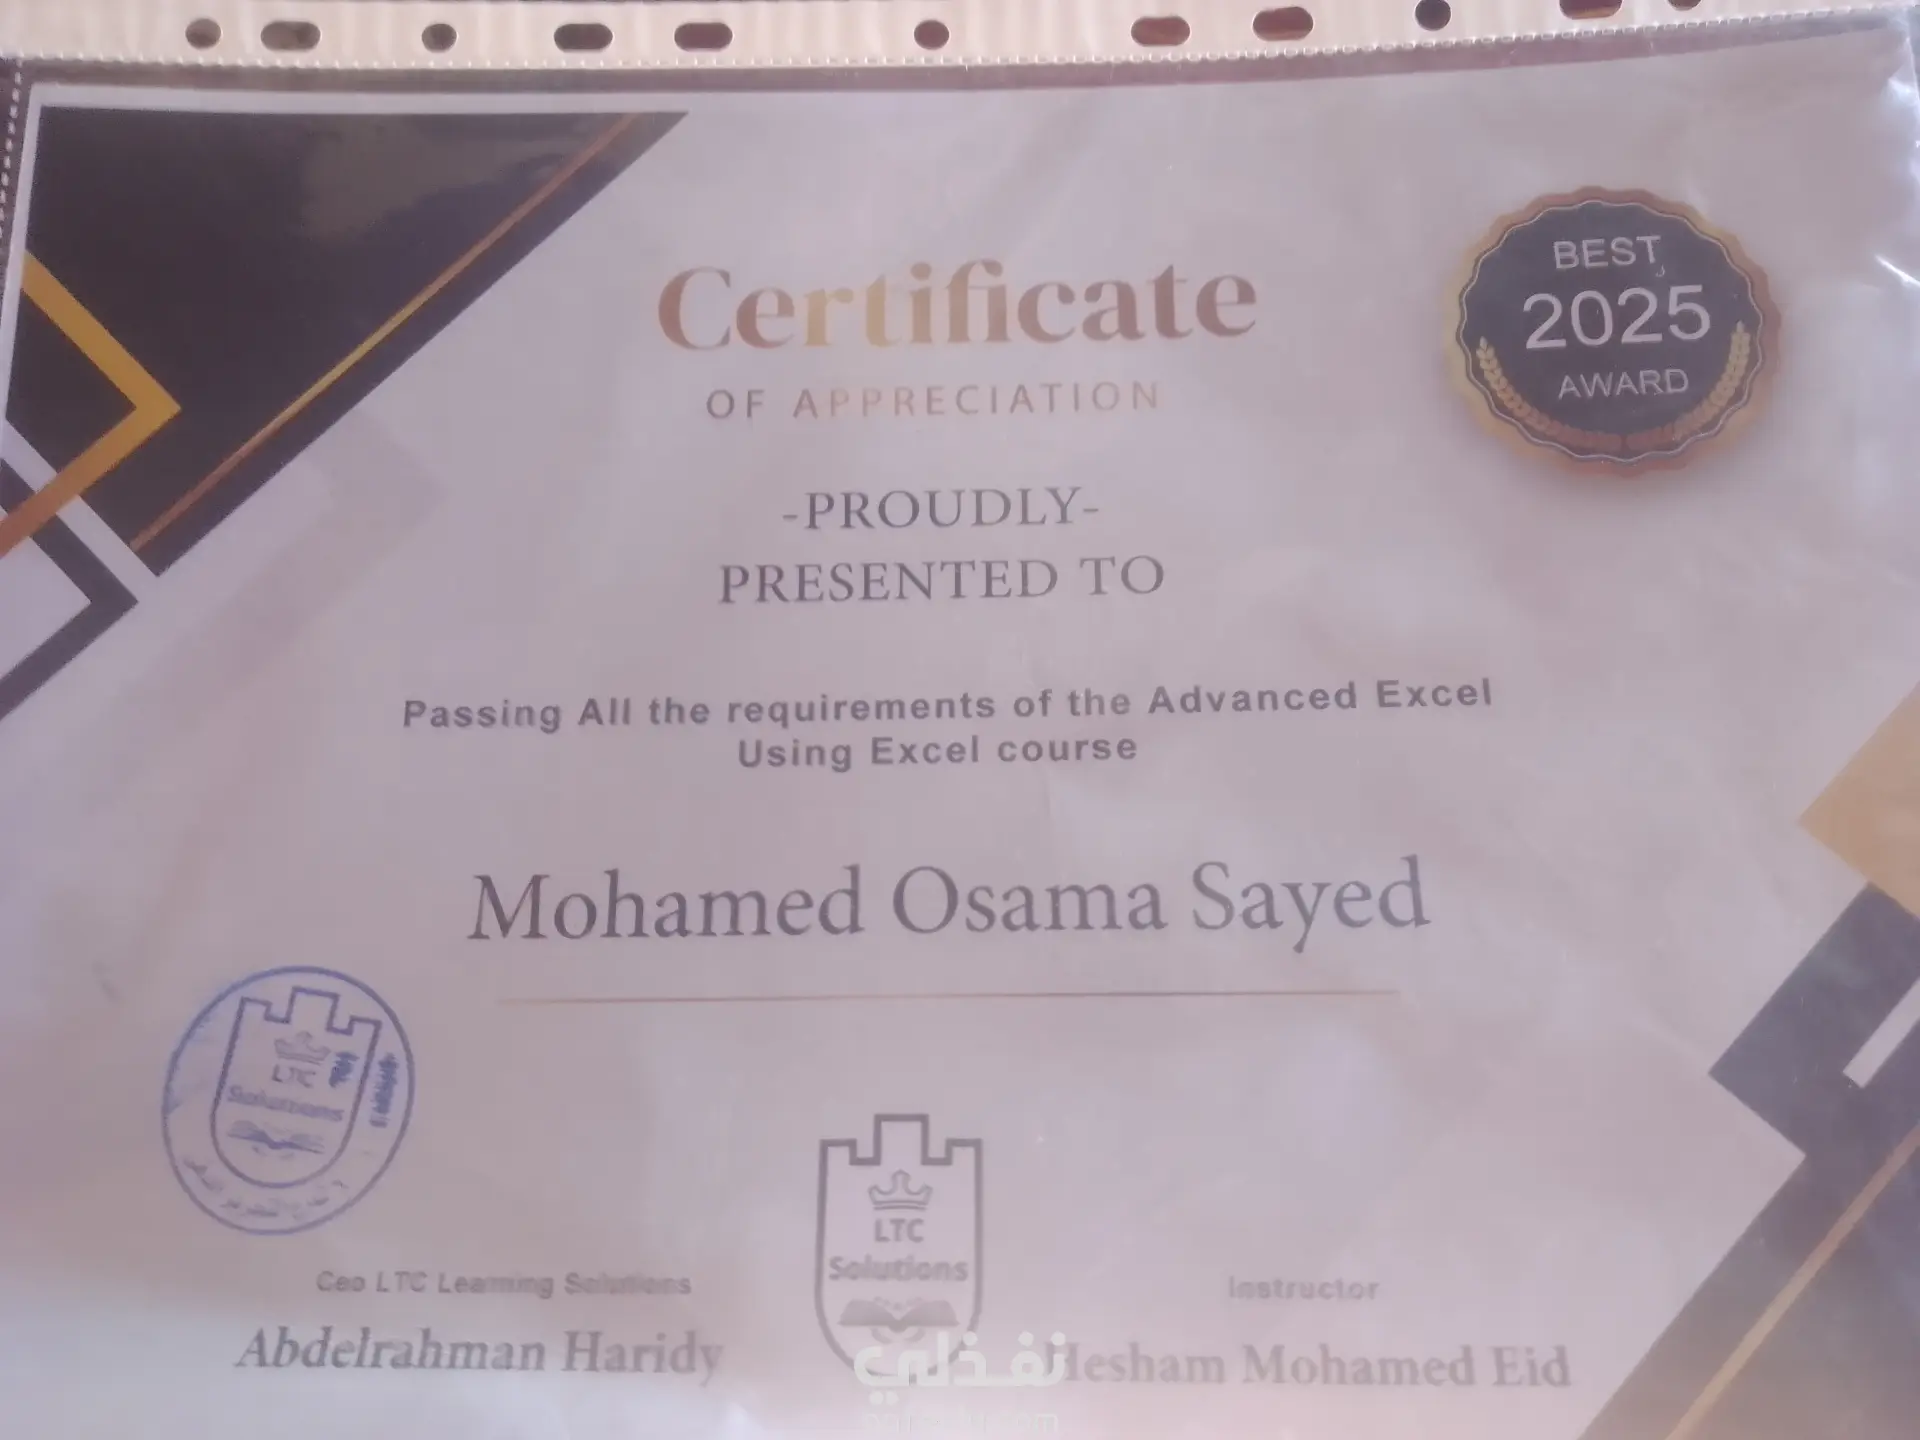 BEST
2025
AWARD
Certificate
OF APPRECIATION
-PROUDLY-
PRESENTED TO
Passing All the requirements of the Advanced Excel
Using Excel course
Mohamed Osama Sayed
LTC
Solutions
LTC
Solutions
Ceo LTC Learning Solutions
Abdelrahman Haridy
Instructor
Hesham Mohamed Eid
نفذلي